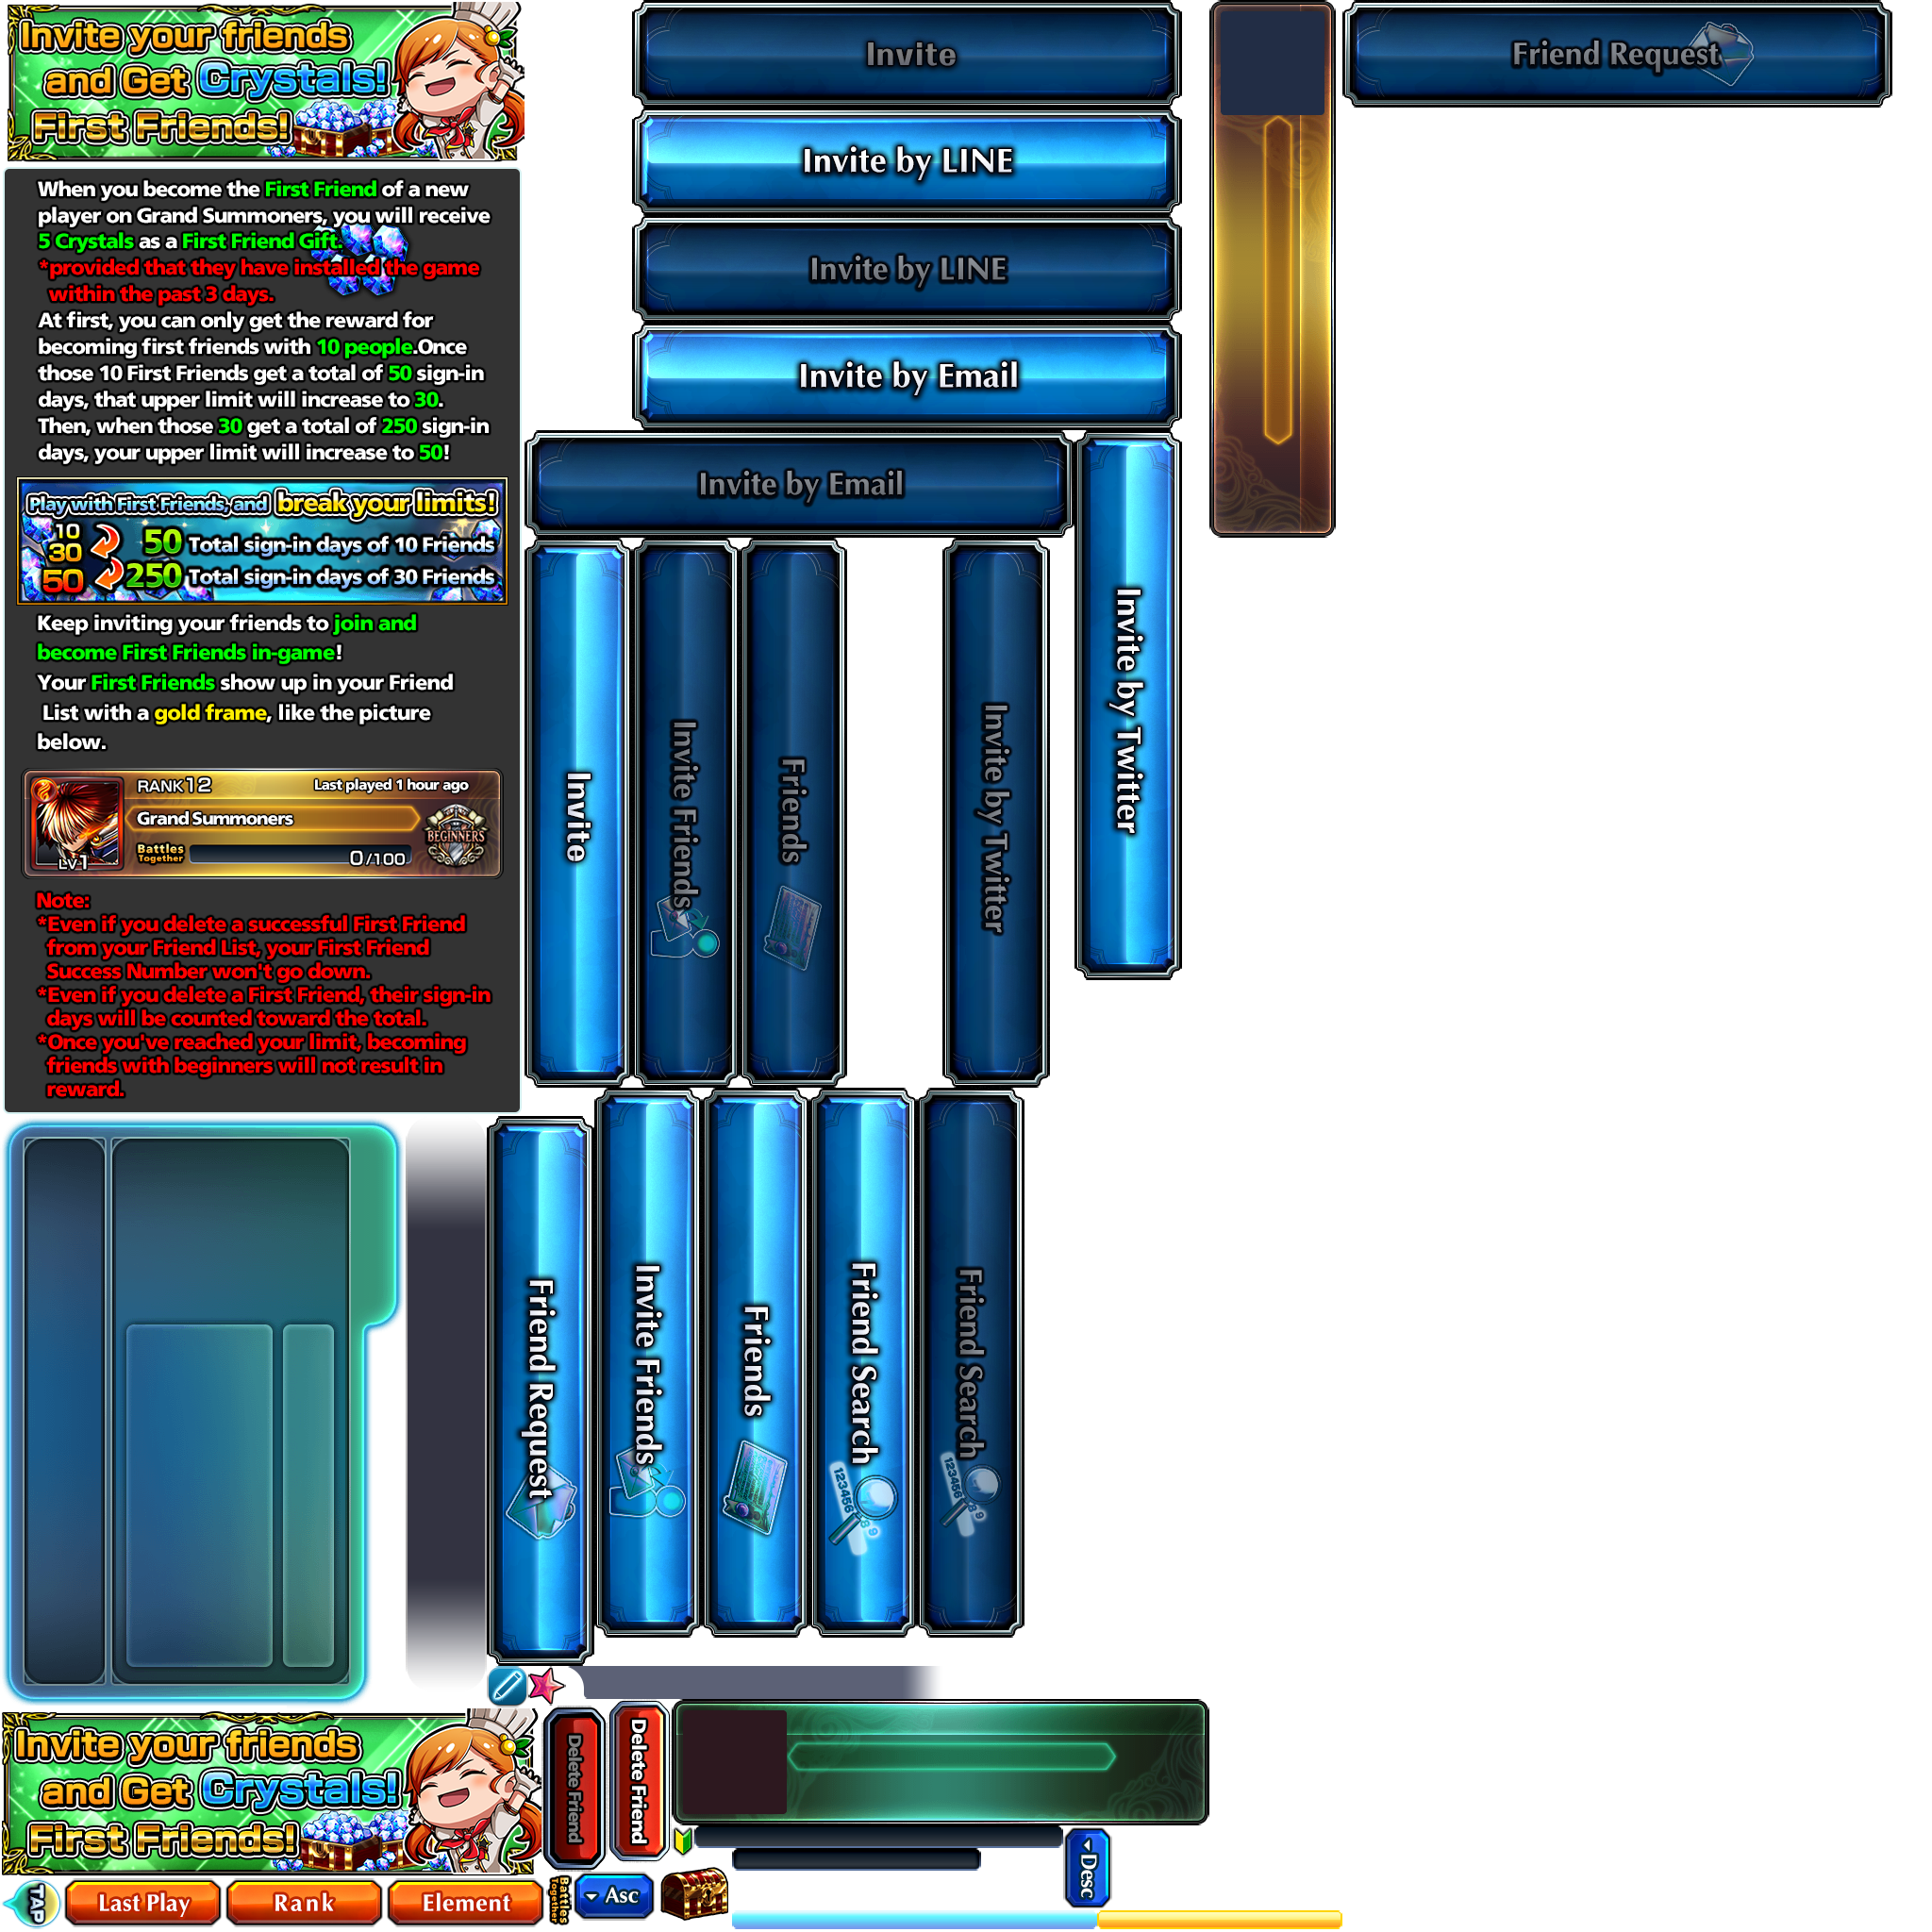 Invite your friends
and Get Crystals!
First Friends!
When you become the First Friend of a new
player on Grand Summoners, you will receive
5 Crystals as a First Friend Gift.
*provided that they have installed the game
within the past 3 days.
At first, you can only get the reward for
becoming first friends with 10 people.Once
those 10 First Friends get a total of 50 sign-in
days, that upper limit will increase to 30.
Then, when those 30 get a total of 250 sign-in
days, your upper limit will increase to 50!
Play with First Friends, and break your limits!
10
30
50
50 Total sign-in days of 10 Friends
250 Total sign-in days of 30 Friends
Keep inviting your friends to join and
become First Friends in-game!
Your First Friends show up in your Friend
List with a gold frame, like the picture
below.
RANK 12
Last played 1 hour ago
Grand Summoners
Battles
Together
0/100
LV1
BEGINNERS
Note:
*Even if you delete a successful First Friend
from your Friend List, your First Friend
Success Number won't go down.
*Even if you delete a First Friend, their sign-in
days will be counted toward the total.
*Once you've reached your limit, becoming
friends with beginners will not result in
reward.
Invite
Invite by LINE
Invite by LINE
Invite by Email
Invite by Email
Friend Request
Invite
Invite Friends
Friends
Invite by Twitter
Invite by Twitter
Friend Request
Invite Friends
Friends
Friend Search
123456 89
Friend Search
123456 89
Invite your friends
and Get Crystals!
First Friends!
Delete Friend
Delete Friend
TAP
Last Play
Rank
Element
Battles
Together
Asc
Desc